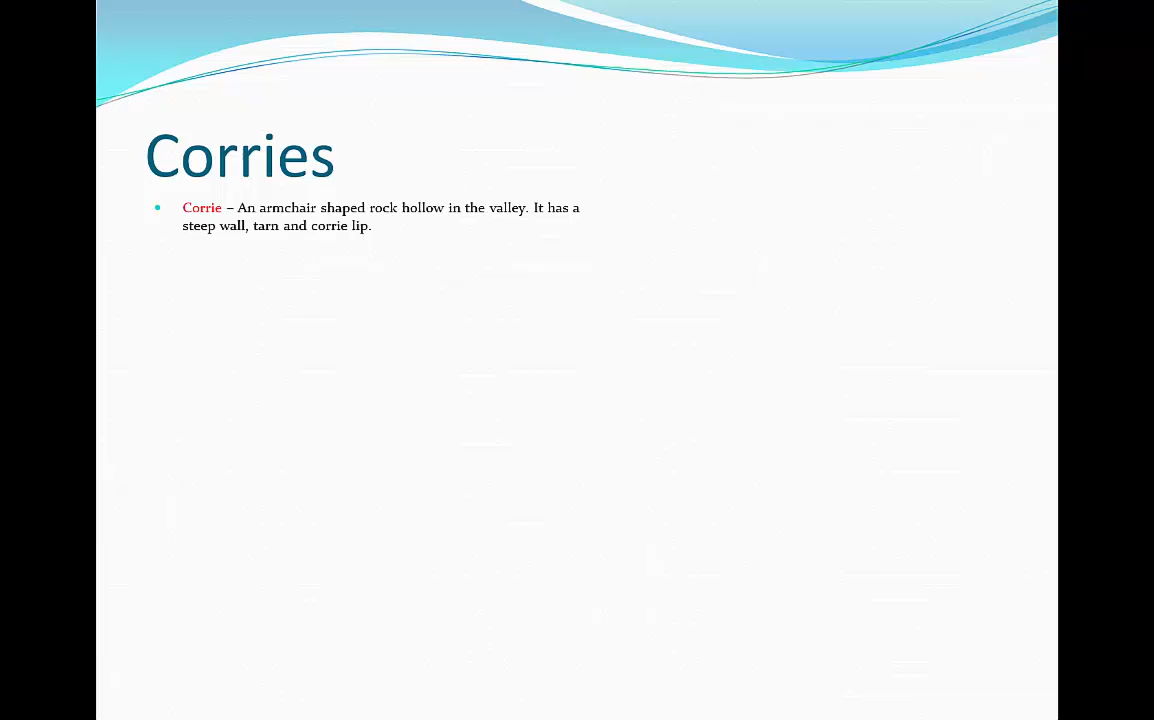 Corries
• Corrie – An armchair shaped rock hollow in the valley. It has a
steep wall, tarn and corrie lip.